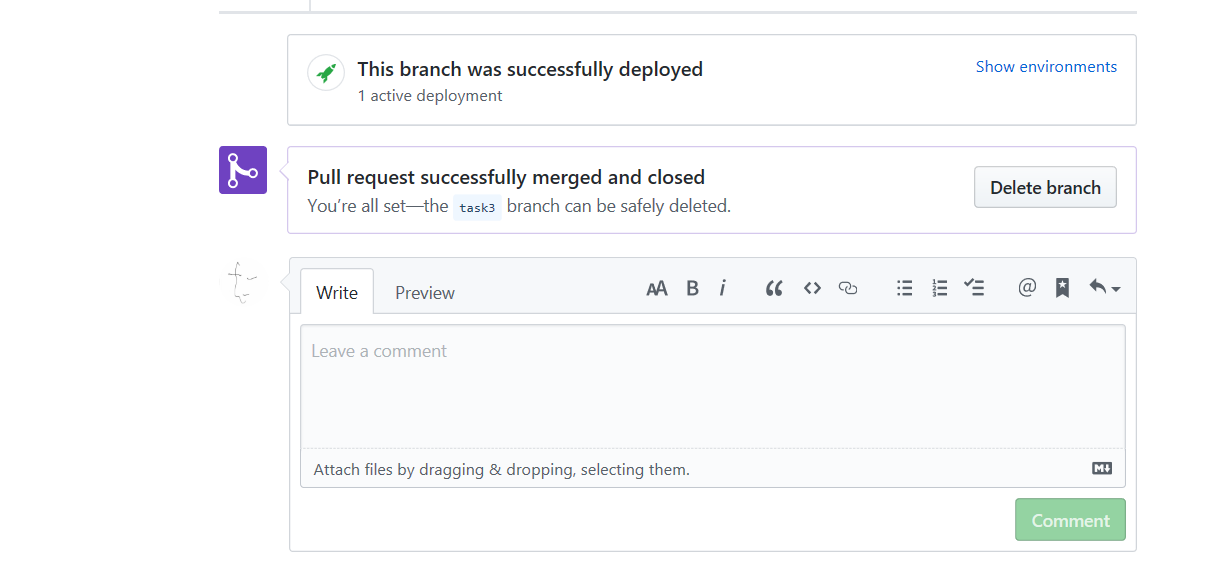 This branch was successfully deployed
Show environments
1 active deployment
Pull request successfully merged and closed
You’re all set—the task3 branch can be safely deleted.
Delete branch
Write
Preview
Leave a comment
Attach files by dragging & dropping, selecting them.
Comment